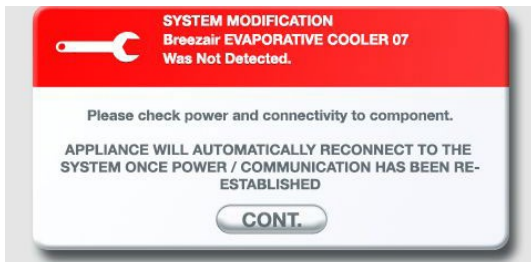 SYSTEM MODIFICATION
Breezair EVAPORATIVE COOLER 07
Was Not Detected.
Please check power and connectivity to component.
APPLIANCE WILL AUTOMATICALLY RECONNECT TO THE
SYSTEM ONCE POWER / COMMUNICATION HAS BEEN RE-
ESTABLISHED
CONT.